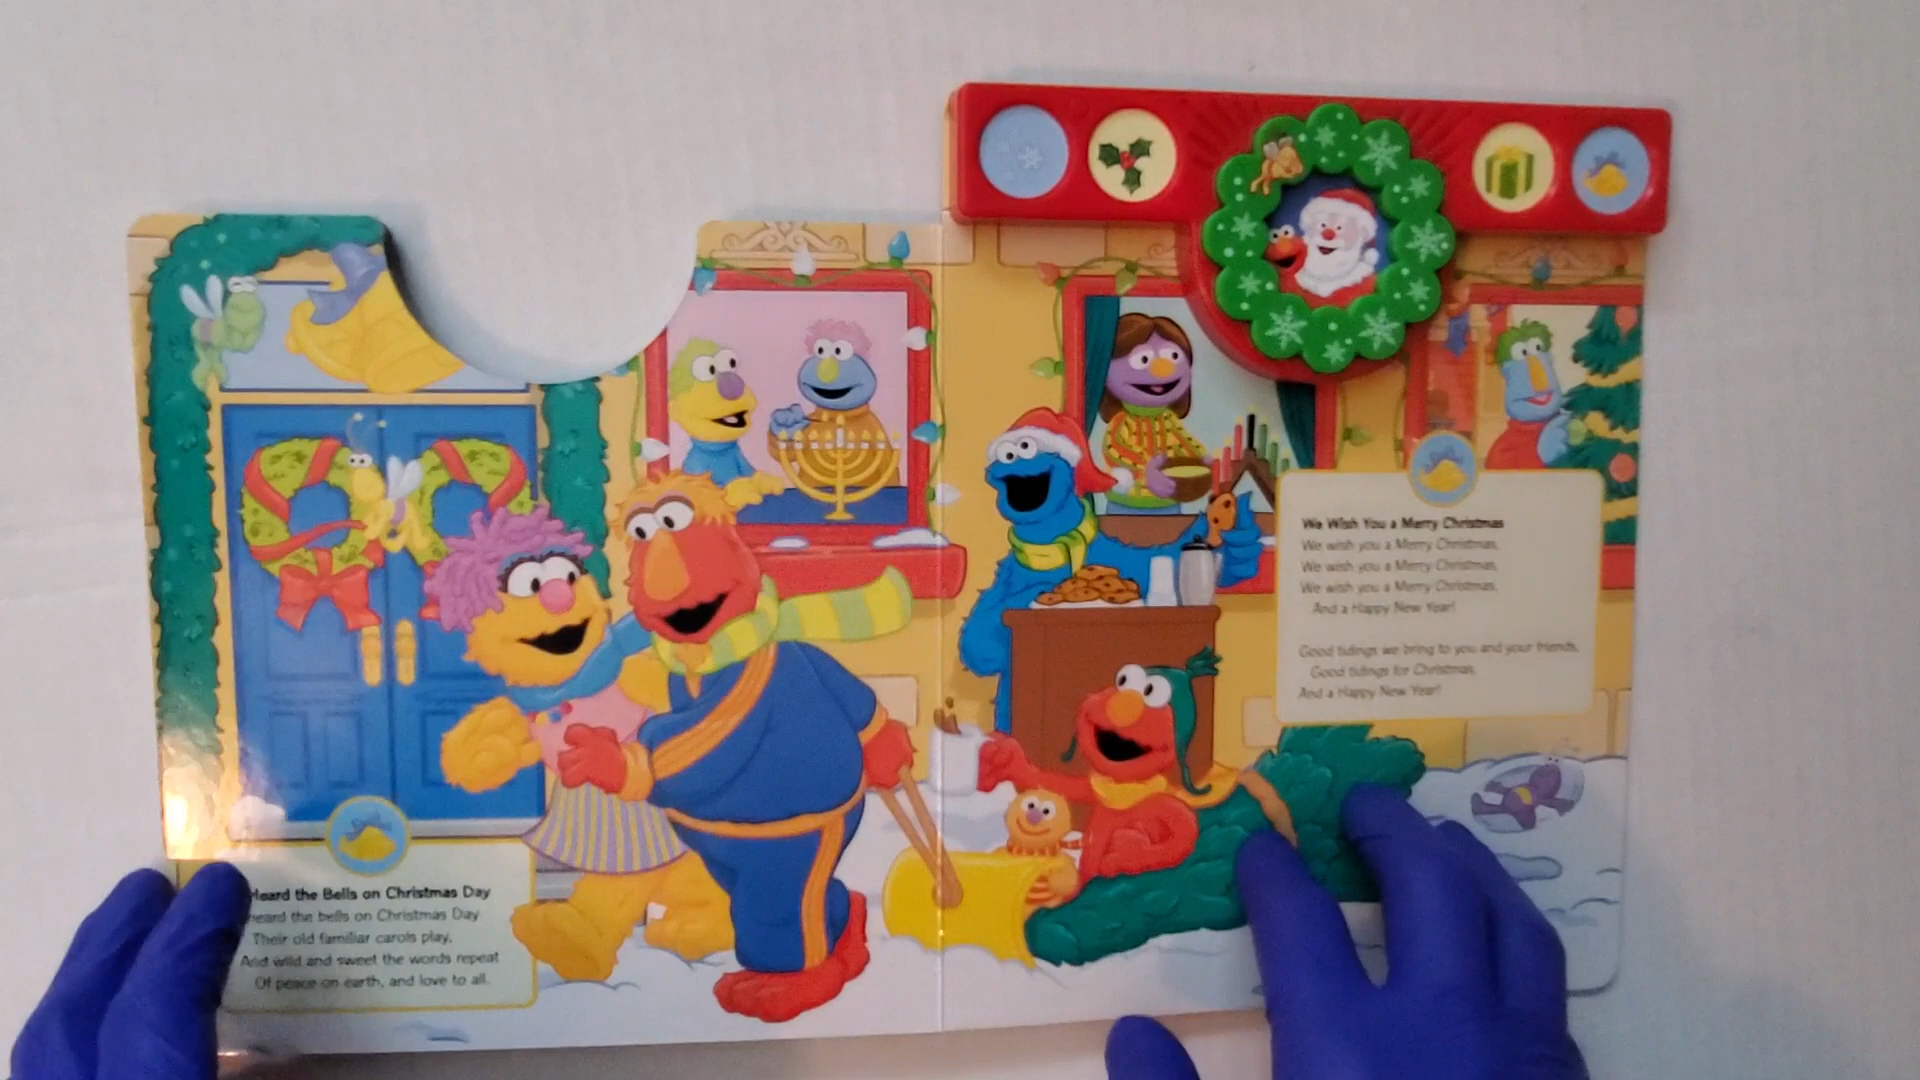 Heard the Bells on Christmas Day
heard the bells on Christmas Day
Their old familiar carols play,
And wild and sweet the words repeat
Of peace on earth, and love to all.
We Wish You a Merry Christmas
We wish you a Merry Christmas,
We wish you a Merry Christmas,
We wish you a Merry Christmas,
And a Happy New Year!
Good tidings we bring to you and your friends,
Good tidings for Christmas,
And a Happy New Year!